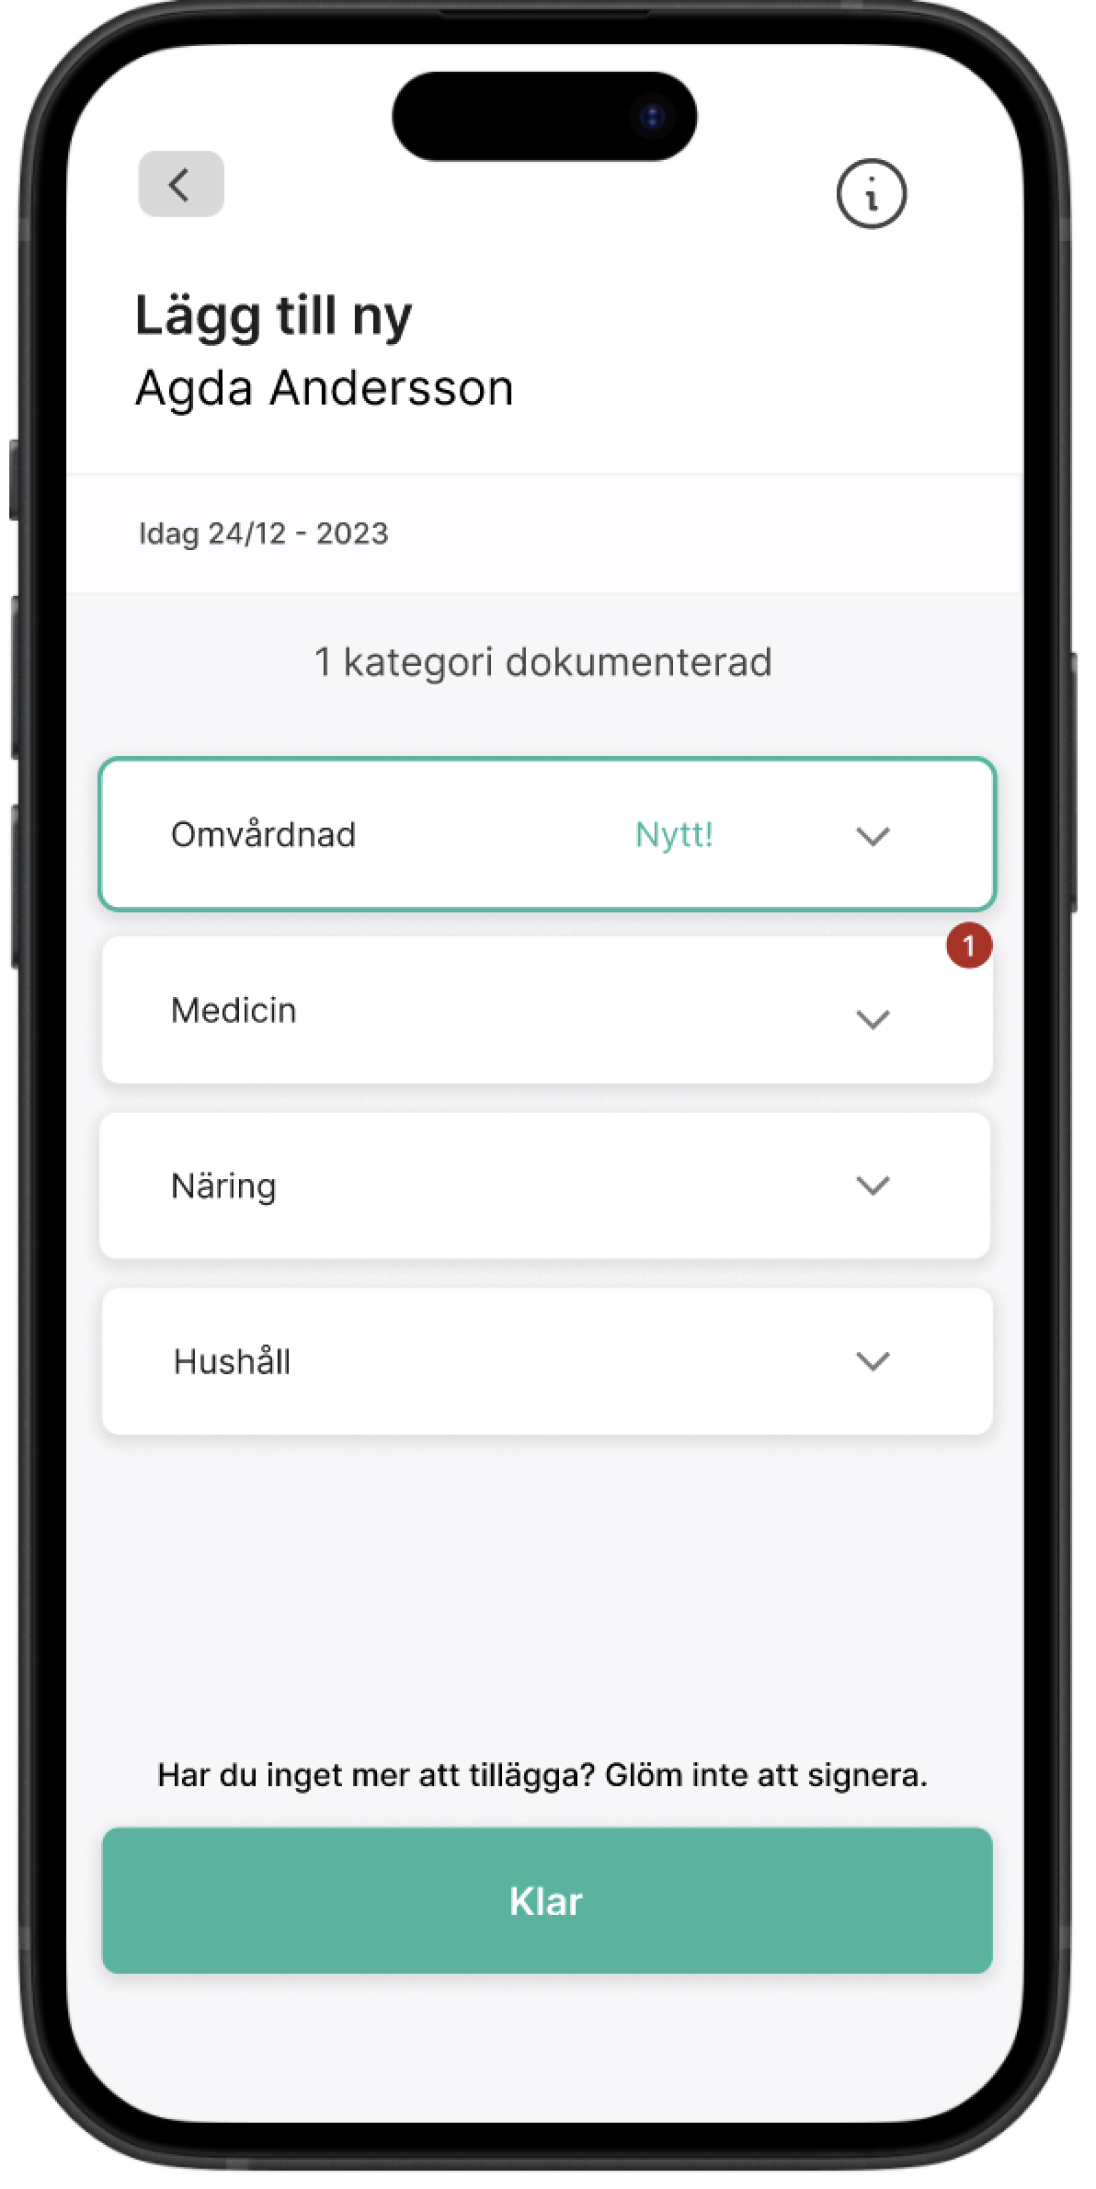 Lägg till ny
Agda Andersson
Idag 24/12 - 2023
1 kategori dokumenterad
Omvårdnad Nytt!
1
Medicin
Näring
Hushåll
Har du inget mer att tillägga? Glöm inte att signera.
Klar